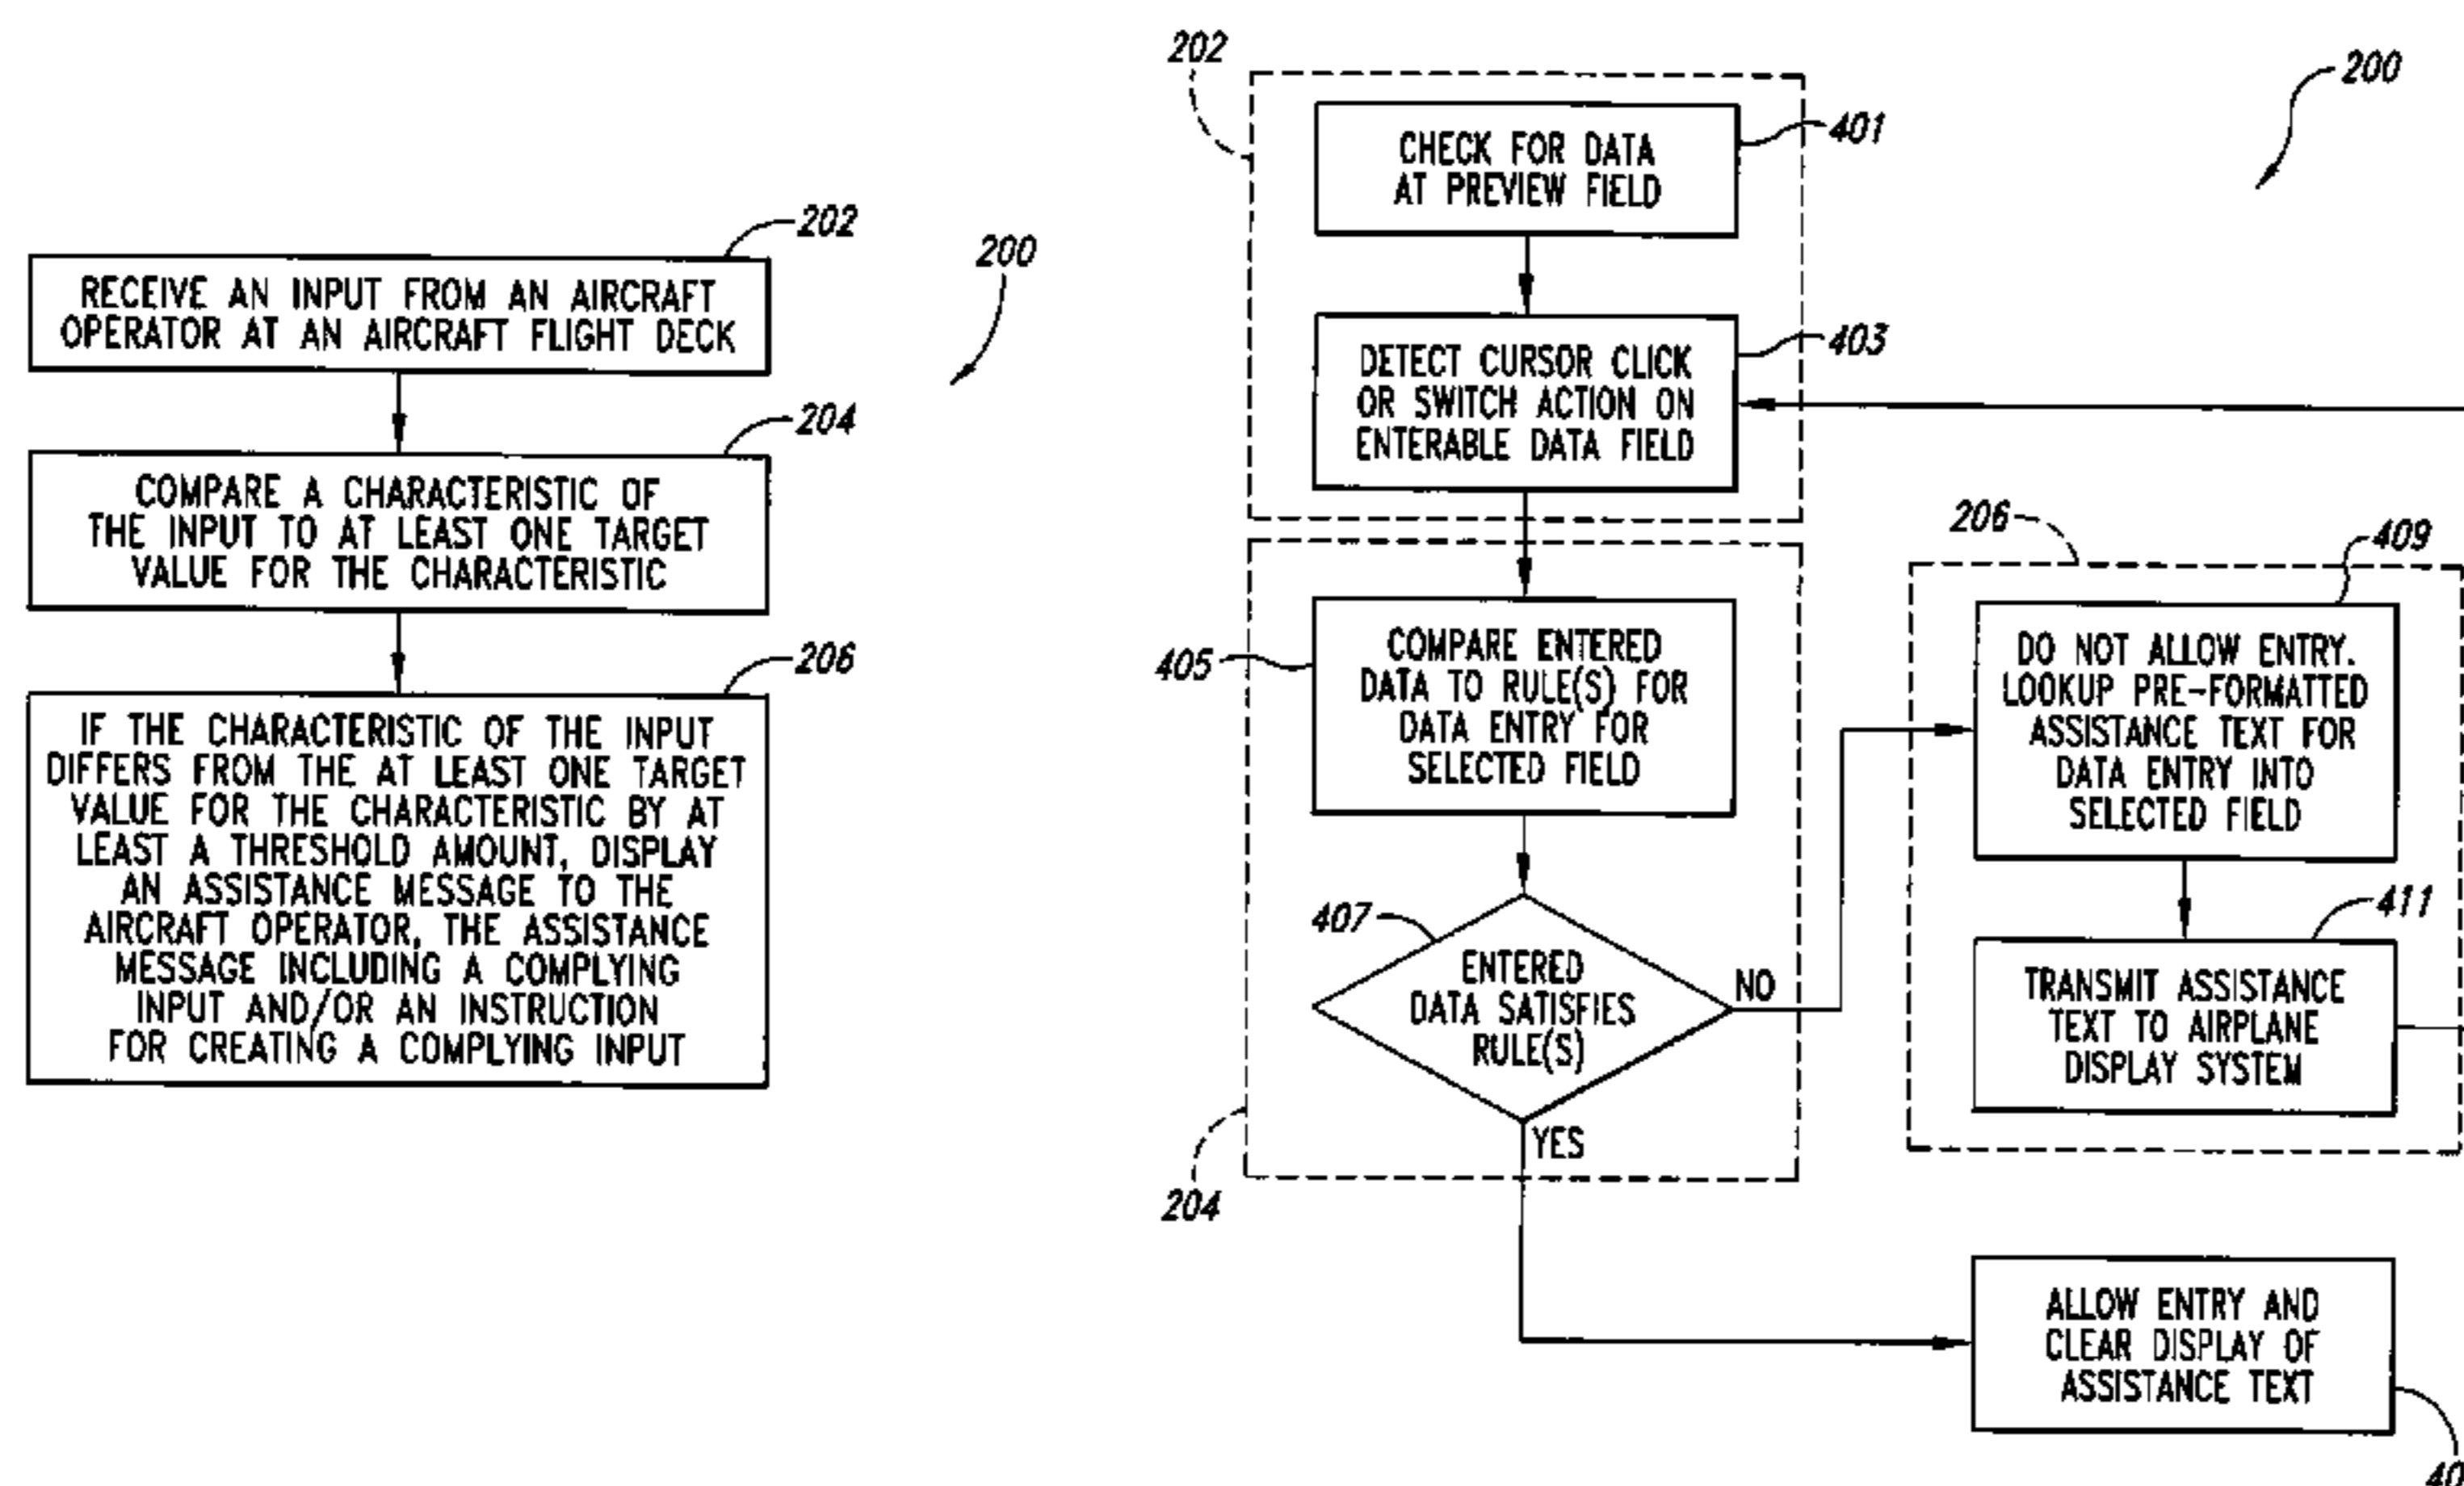 202
200
RECEIVE AN INPUT FROM AN AIRCRAFT
OPERATOR AT AN AIRCRAFT FLIGHT DECK
204
COMPARE A CHARACTERISTIC OF
THE INPUT TO AT LEAST ONE TARGET
VALUE FOR THE CHARACTERISTIC
206
IF THE CHARACTERISTIC OF THE INPUT
DIFFERS FROM THE AT LEAST ONE TARGET
VALUE FOR THE CHARACTERISTIC BY AT
LEAST A THRESHOLD AMOUNT, DISPLAY
AN ASSISTANCE MESSAGE TO THE
AIRCRAFT OPERATOR, THE ASSISTANCE
MESSAGE INCLUDING A COMPLYING
INPUT AND/OR AN INSTRUCTION
FOR CREATING A COMPLYING INPUT
202
200
401
CHECK FOR DATA
AT PREVIEW FIELD
403
DETECT CURSOR CLICK
OR SWITCH ACTION ON
ENTERABLE DATA FIELD
405
COMPARE ENTERED
DATA TO RULE(S) FOR
DATA ENTRY FOR
SELECTED FIELD
407
ENTERED
DATA SATISFIES
RULE(S)
NO
YES
204
206
409
DO NOT ALLOW ENTRY.
LOOKUP PRE-FORMATTED
ASSISTANCE TEXT FOR
DATA ENTRY INTO
SELECTED FIELD
411
TRANSMIT ASSISTANCE
TEXT TO AIRPLANE
DISPLAY SYSTEM
ALLOW ENTRY AND
CLEAR DISPLAY OF
ASSISTANCE TEXT